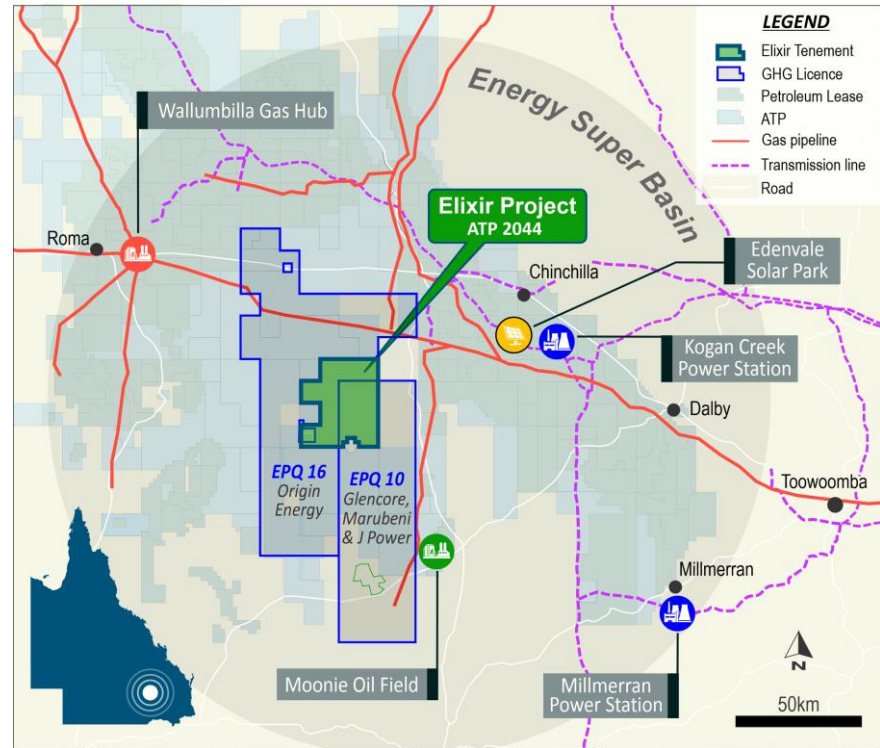 LEGEND
Elixir Tenement
GHG Licence
Petroleum Lease
ATP
Gas pipeline
Transmission line
Road
Energy Super Basin
Wallumbilla Gas Hub
Elixir Project
ATP 2044
Roma
Chinchilla
Edenvale
Solar Park
Kogan Creek
Power Station
Dalby
Toowoomba
EPQ 16
Origin
Energy
EPQ 10
Glencore,
Marubeni
& J Power
Millmerran
Moonie Oil Field
Millmerran
Power Station
N
50km